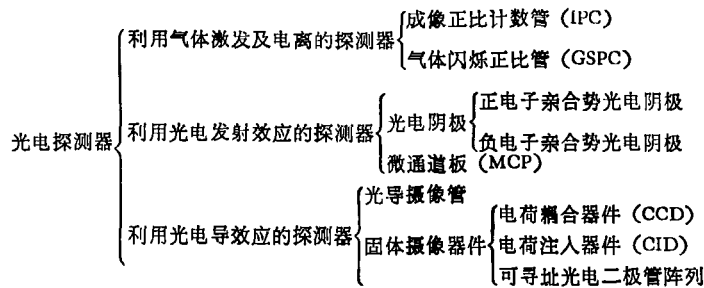 成像正比计数管（IPC）
利用气体激发及电离的探测器
气体闪烁正比管（GSPC）
正电子亲合势光电阴极
光电阴极
光电探测器
利用光电发射效应的探测器
负电子亲合势光电阴极
微通道板（MCP）
光导摄像管
电荷耦合器件（CCD）
利用光电导效应的探测器
固体摄像器件
电荷注入器件（CID）
可寻址光电二极管阵列